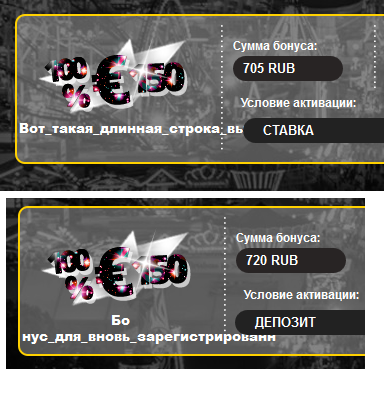 100
% € 150
Сумма бонуса:
705 RUB
Условие активации:
Вот_такая_длинная_строка_вы
СТАВКА
100
% € 150
Сумма бонуса:
720 RUB
Условие активации:
Бо
ДЕПОЗИТ
нус_для_вновь_зарегистрированн